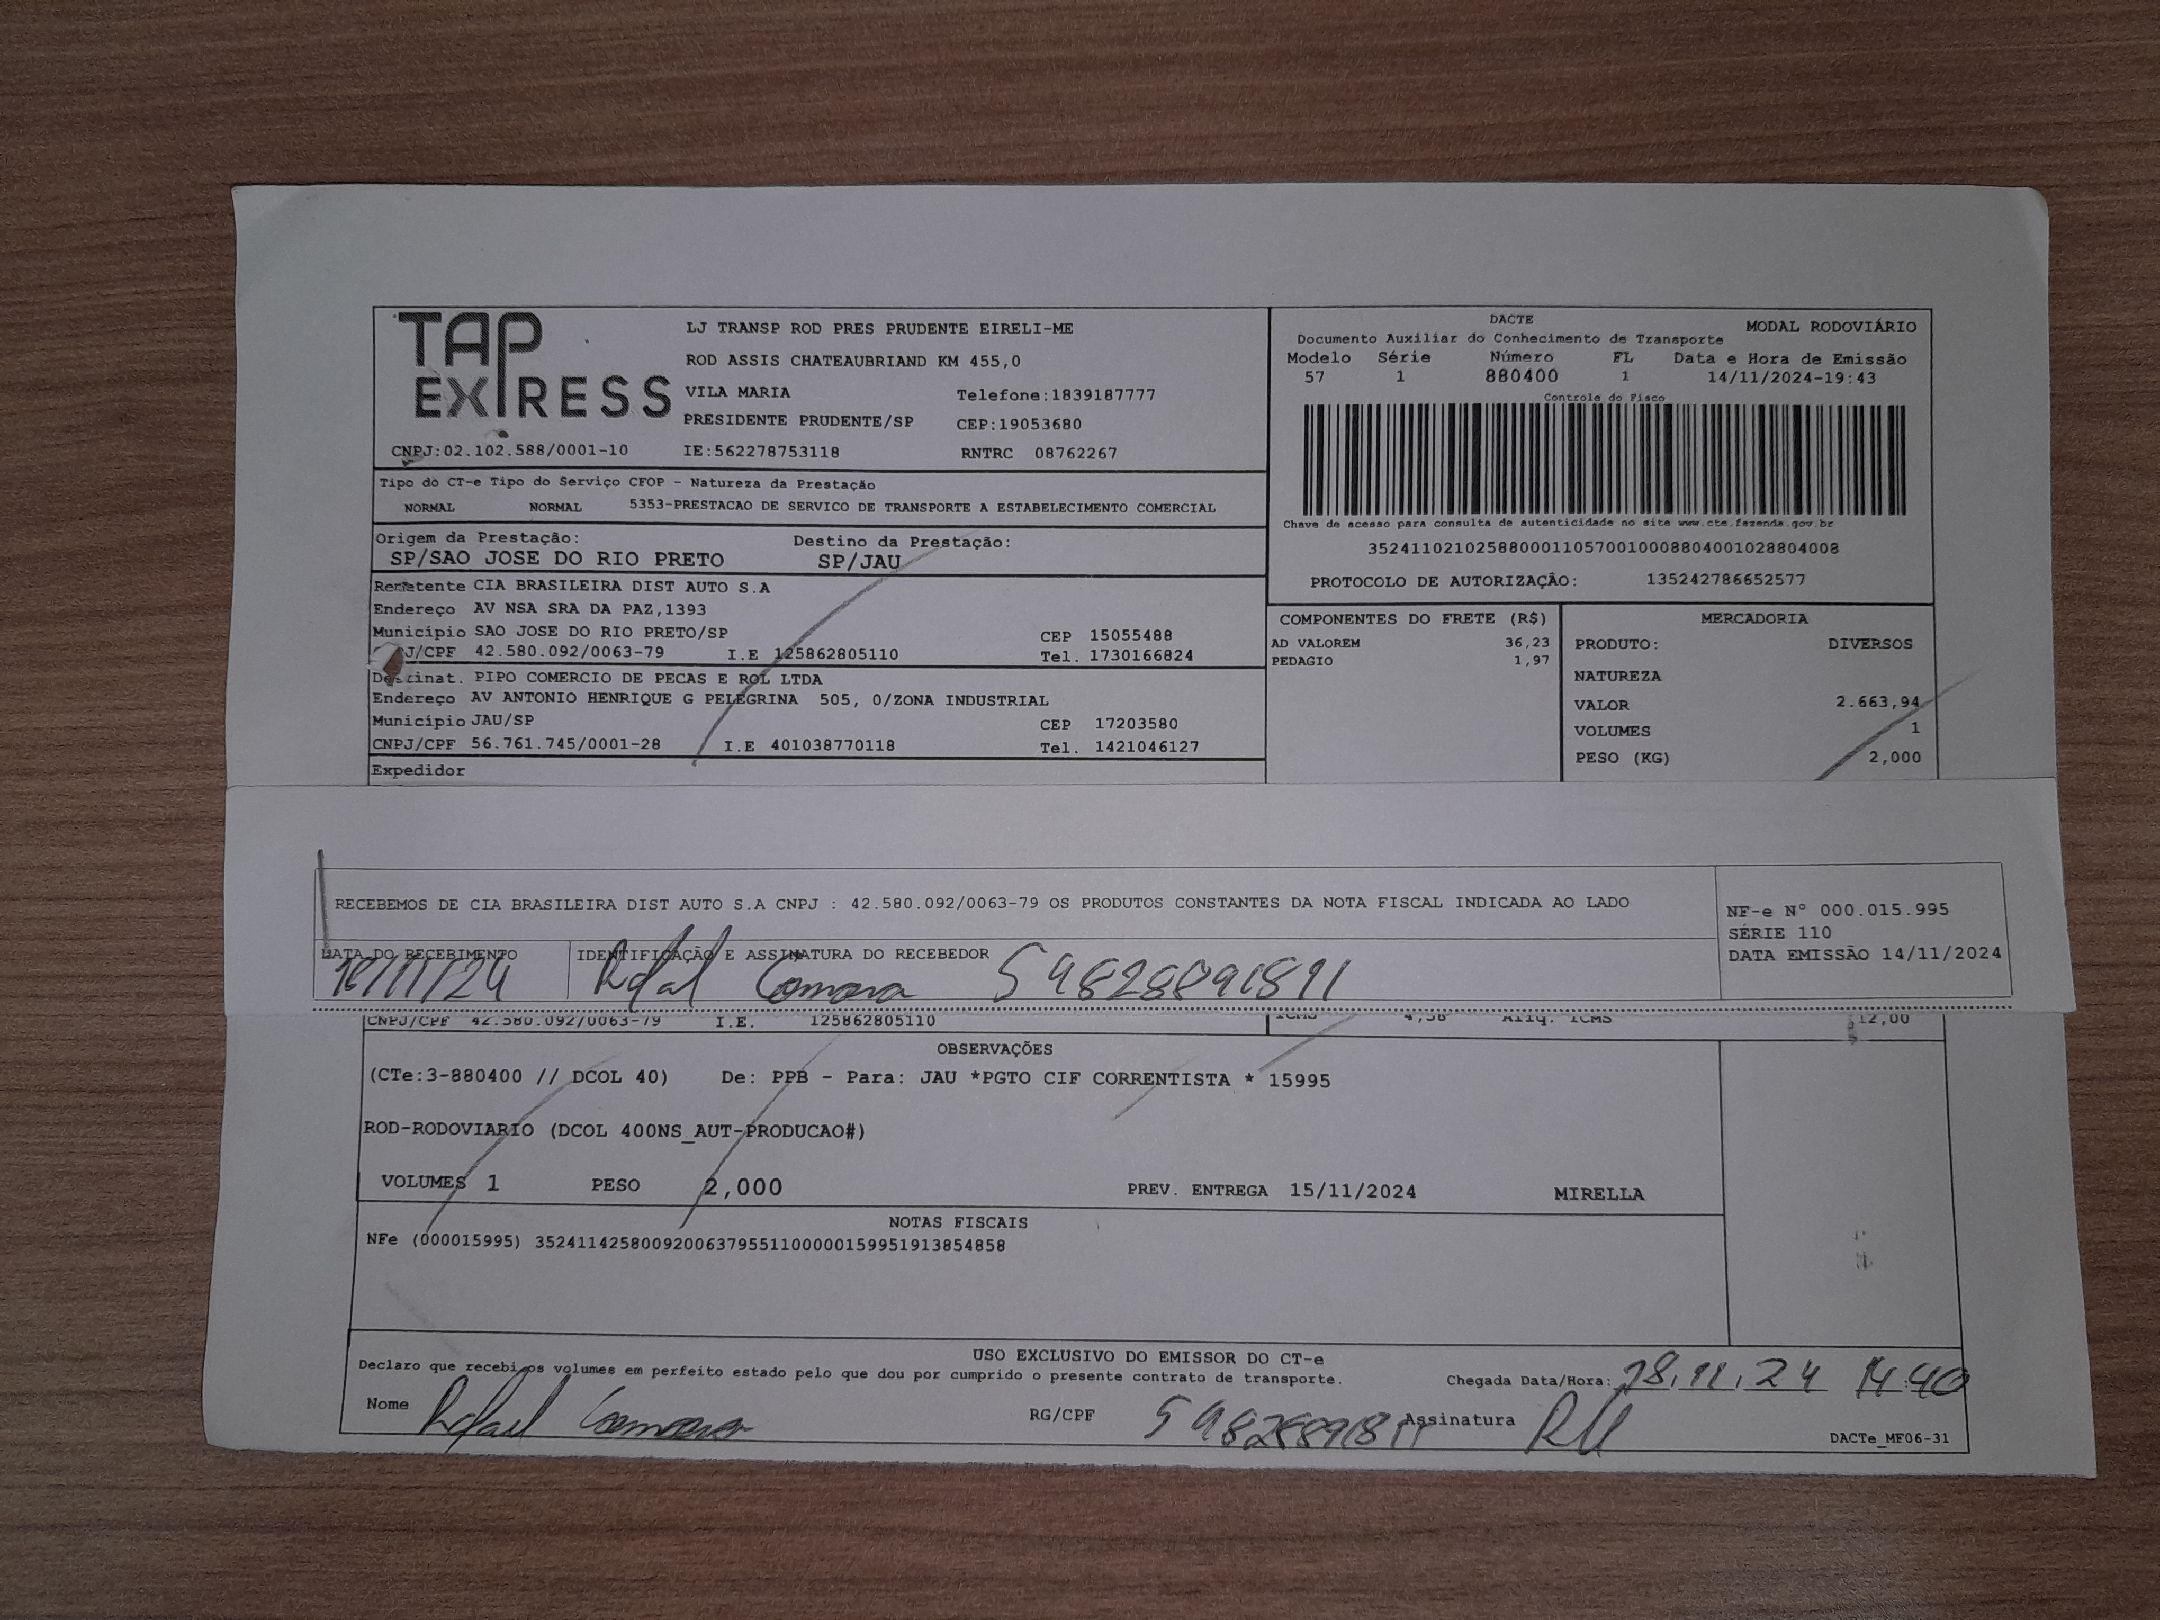 TAP EXPRESS
LJ TRANSP ROD PRES PRUDENTE EIRELI-ME
ROD ASSIS CHATEAUBRIAND KM 455,0
VILA MARIA Telefone:1839187777
PRESIDENTE PRUDENTE/SP CEP:19053680
CNPJ:02.102.588/0001-10 IE:562278753118 RNTRC 08762267
DACTE MODAL RODOVIÁRIO
Documento Auxiliar do Conhecimento de Transporte
Modelo Série Número FL Data e Hora de Emissão
57 1 880400 1 14/11/2024-19:43
Controle do Fisco
Chave de acesso para consulta de autenticidade no site www.cte.fazenda.gov.br
35241102102588000110570010008804001028804008
PROTOCOLO DE AUTORIZAÇÃO: 135242786652577
Tipo do CT-e Tipo do Serviço CFOP - Natureza da Prestação
NORMAL NORMAL 5353-PRESTACAO DE SERVICO DE TRANSPORTE A ESTABELECIMENTO COMERCIAL
Origem da Prestação: Destino da Prestação:
SP/SAO JOSE DO RIO PRETO SP/JAU
Remetente CIA BRASILEIRA DIST AUTO S.A
Endereço AV NSA SRA DA PAZ,1393
Município SAO JOSE DO RIO PRETO/SP CEP 15055488
J/CPF 42.580.092/0063-79 I.E 125862805110 Tel. 1730166824
Destinat. PIPO COMERCIO DE PECAS E ROL LTDA
Endereço AV ANTONIO HENRIQUE G PELEGRINA 505, 0/ZONA INDUSTRIAL
Município JAU/SP CEP 17203580
CNPJ/CPF 56.761.745/0001-28 I.E 401038770118 Tel. 1421046127
Expedidor
COMPONENTES DO FRETE (R$)
AD VALOREM 36,23
PEDAGIO 1,97
MERCADORIA
PRODUTO: DIVERSOS
NATUREZA
VALOR 2.663,94
VOLUMES 1
PESO (KG) 2,000
RECEBEMOS DE CIA BRASILEIRA DIST AUTO S.A CNPJ : 42.580.092/0063-79 OS PRODUTOS CONSTANTES DA NOTA FISCAL INDICADA AO LADO
NF-e Nº 000.015.995
SÉRIE 110
DATA EMISSÃO 14/11/2024
DATA DO RECEBIMENTO IDENTIFICAÇÃO E ASSINATURA DO RECEBEDOR
18/11/24 Rafael Camara
CNPJ/CPF 42.580.092/0063-79 I.E. 125862805110 ICMS 4,58 Aliq. ICMS 12,00
OBSERVAÇÕES
(CTe:3-880400 // DCOL 40) De: PPB - Para: JAU *PGTO CIF CORRENTISTA * 15995
ROD-RODOVIARIO (DCOL 400NS_AUT-PRODUCAO#)
VOLUMES 1 PESO 2,000 PREV. ENTREGA 15/11/2024 MIRELLA
NOTAS FISCAIS
NFe (000015995) 35241142580092006379551100000159951913854858
USO EXCLUSIVO DO EMISSOR DO CT-e
Declaro que recebi os volumes em perfeito estado pelo que dou por cumprido o presente contrato de transporte. Chegada Data/Hora: 18.11.24 14:40
Nome Rafael Camara RG/CPF Assinatura
DACTe_MF06-31